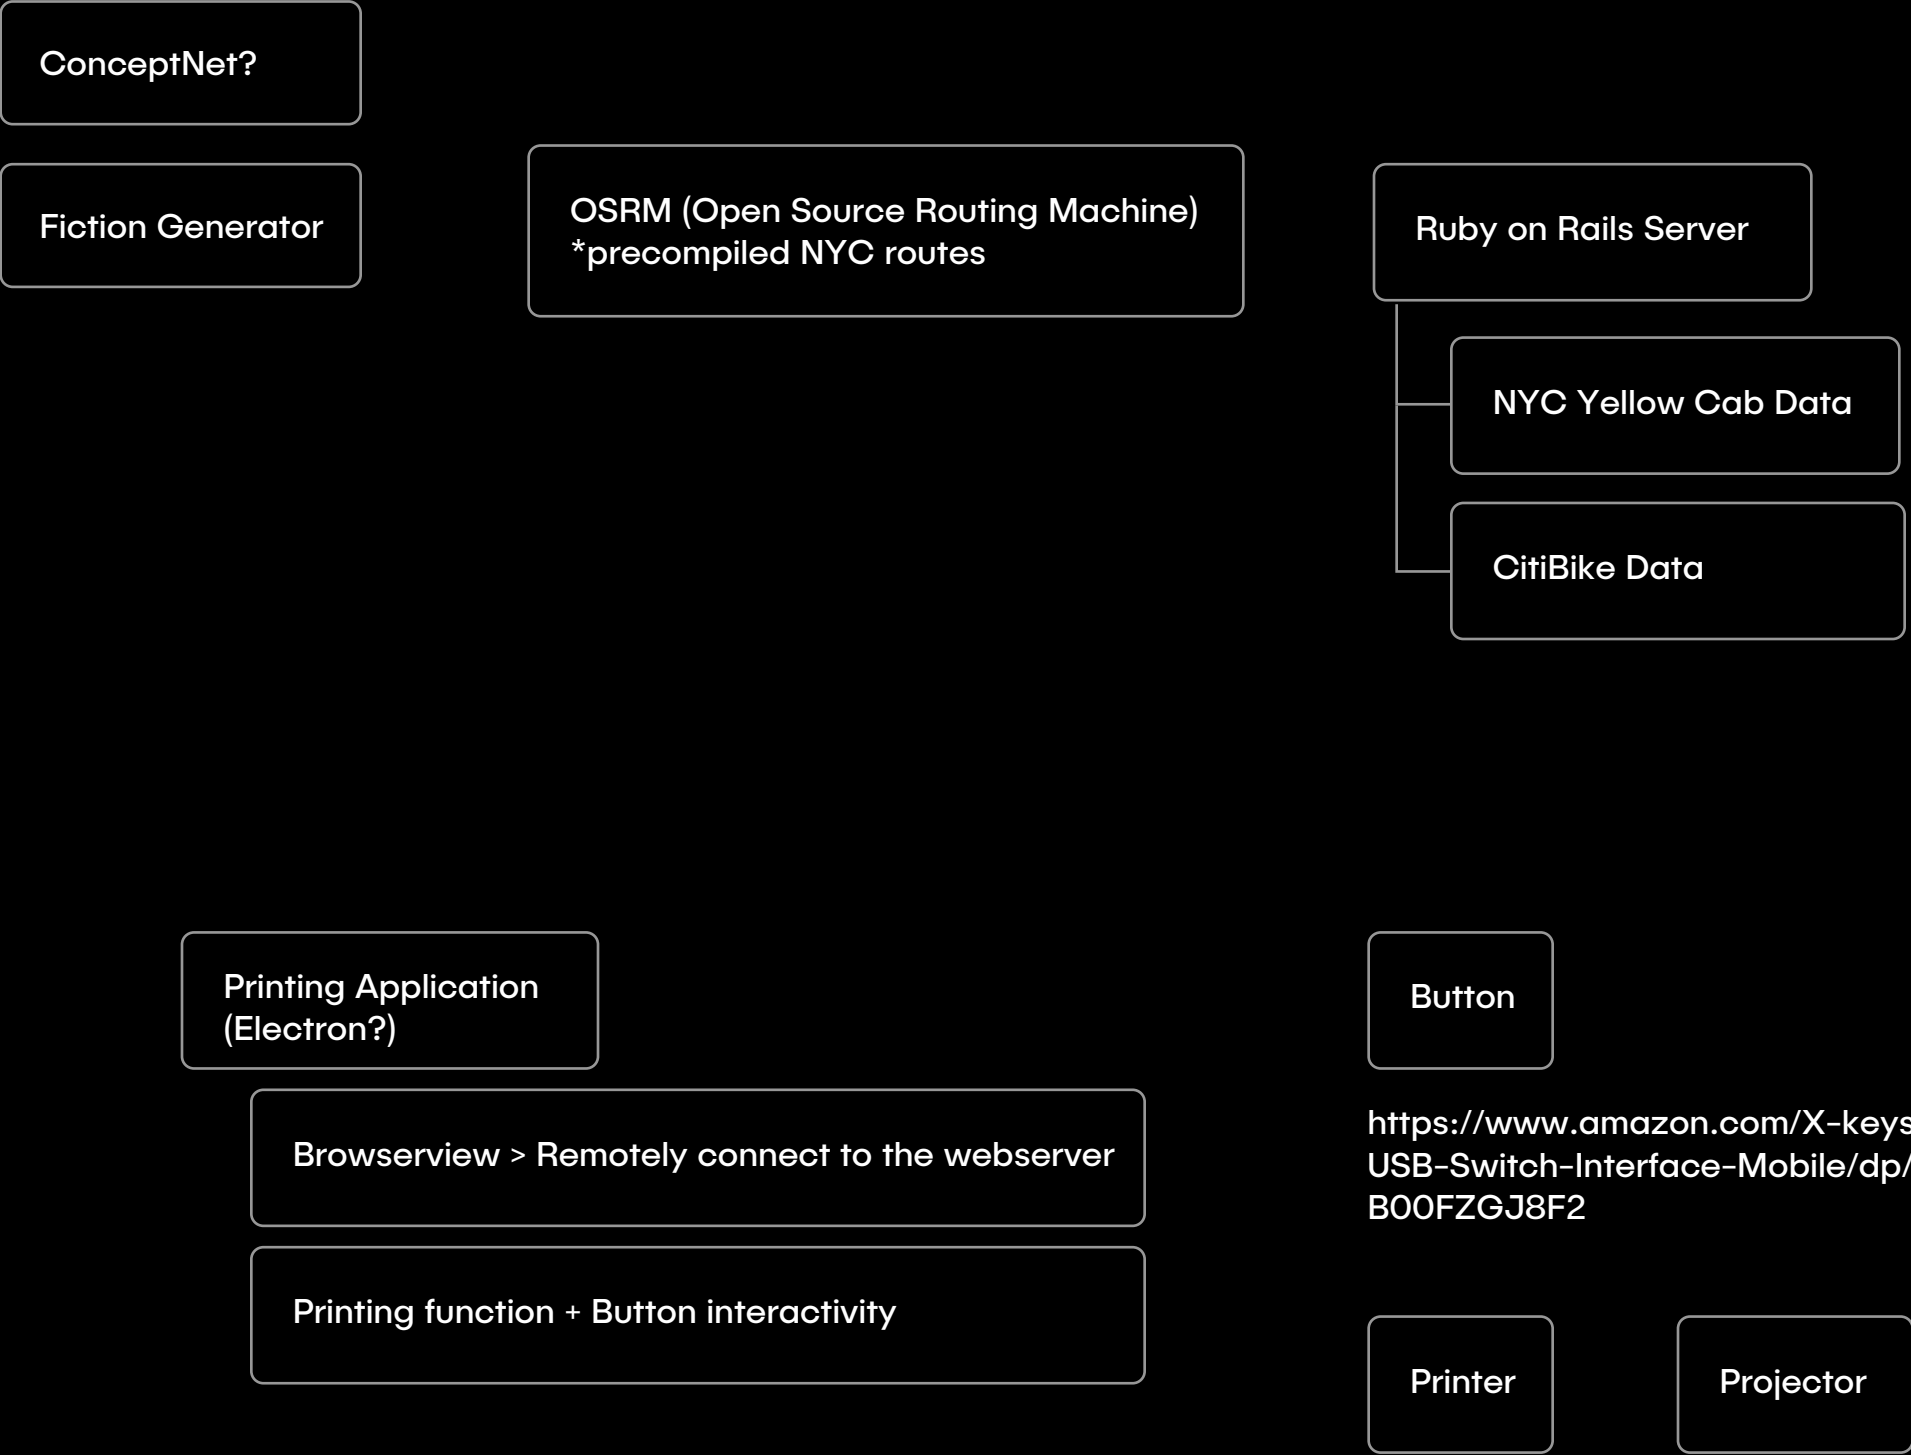 ConceptNet?
Fiction Generator
OSRM (Open Source Routing Machine)
*precompiled NYC routes
Ruby on Rails Server
NYC Yellow Cab Data
CitiBike Data
Printing Application
(Electron?)
Browserview > Remotely connect to the webserver
Printing function + Button interactivity
Button
https://www.amazon.com/X-keys
USB-Switch-Interface-Mobile/dp/
B00FZGJ8F2
Printer
Projector